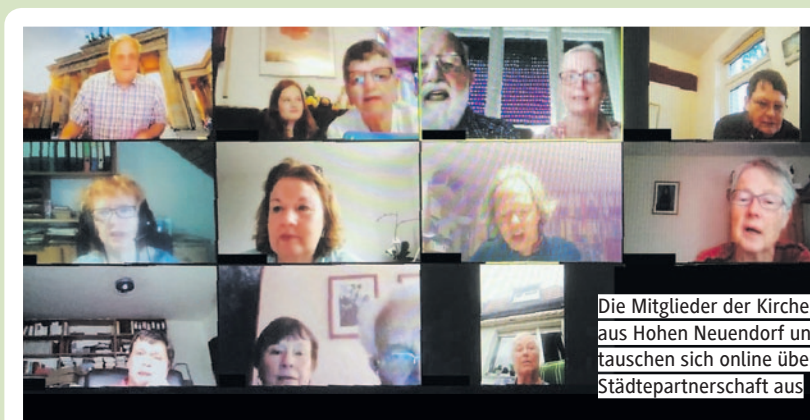 Die Mitglieder der Kirche
aus Hohen Neuendorf un
tauschen sich online übe
Städtepartnerschaft aus